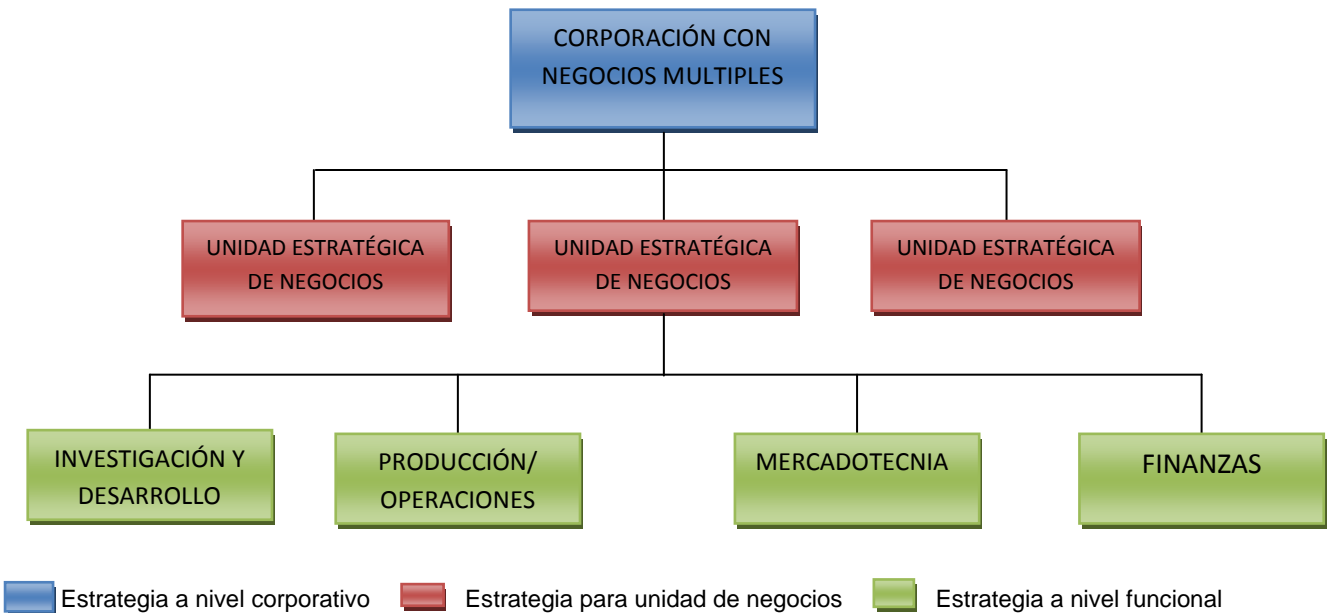 CORPORACIÓN CON
NEGOCIOS MULTIPLES
UNIDAD ESTRATÉGICA
DE NEGOCIOS
UNIDAD ESTRATÉGICA
DE NEGOCIOS
UNIDAD ESTRATÉGICA
DE NEGOCIOS
INVESTIGACIÓN Y
DESARROLLO
PRODUCCIÓN/
OPERACIONES
MERCADOTECNIA
FINANZAS
Estrategia a nivel corporativo
Estrategia para unidad de negocios
Estrategia a nivel funcional